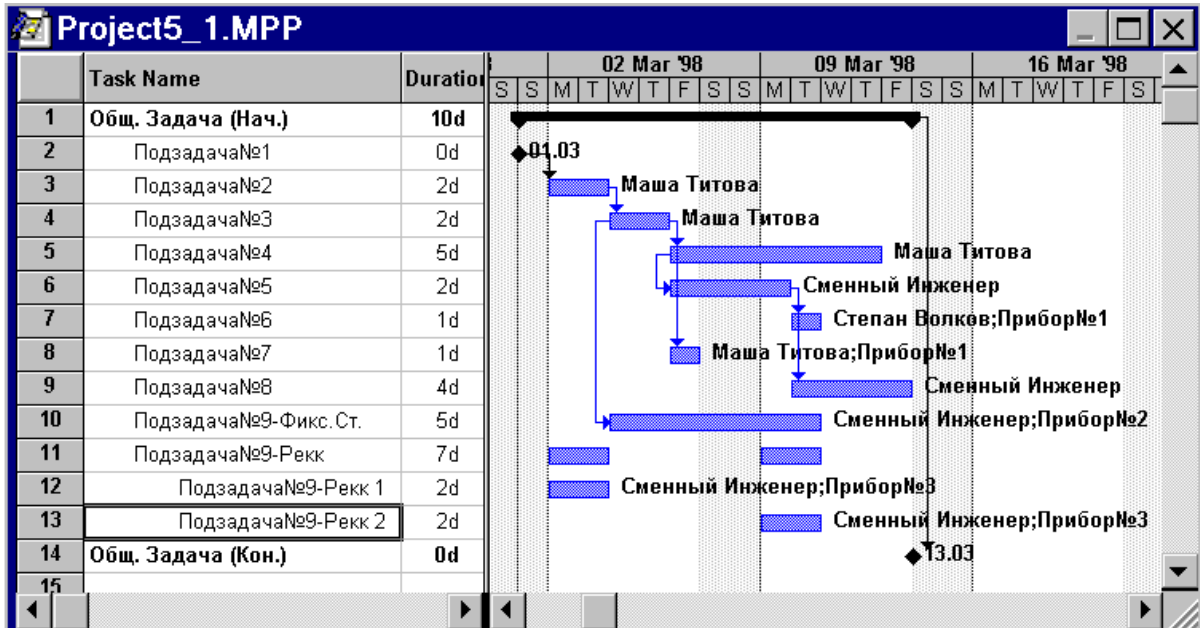 Project5_1.MPP
Task Name Duration 02 Mar '98 09 Mar '98 16 Mar '98
S S M T W T F S S M T W T F S S M T W T F S
1 Общ. Задача (Нач.) 10d
2 Подзадача№1 0d 01.03
3 Подзадача№2 2d Маша Титова
4 Подзадача№3 2d Маша Титова
5 Подзадача№4 5d Маша Титова
6 Подзадача№5 2d Сменный Инженер
7 Подзадача№6 1d Степан Волков;Прибор№1
8 Подзадача№7 1d Маша Титова;Прибор№1
9 Подзадача№8 4d Сменный Инженер
10 Подзадача№9-Фикс.Ст. 5d Сменный Инженер;Прибор№2
11 Подзадача№9-Рекк 7d
12 Подзадача№9-Рекк 1 2d Сменный Инженер;Прибор№3
13 Подзадача№9-Рекк 2 2d Сменный Инженер;Прибор№3
14 Общ. Задача (Кон.) 0d 13.03
15